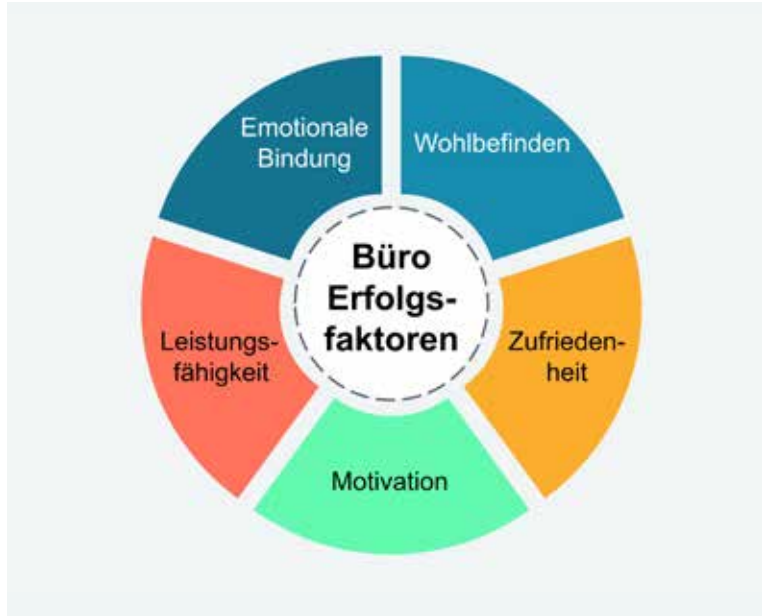 Emotionale
Bindung
Wohlbefinden
Büro
Erfolgs-
faktoren
Leistungs-
fähigkeit
Zufrieden-
heit
Motivation